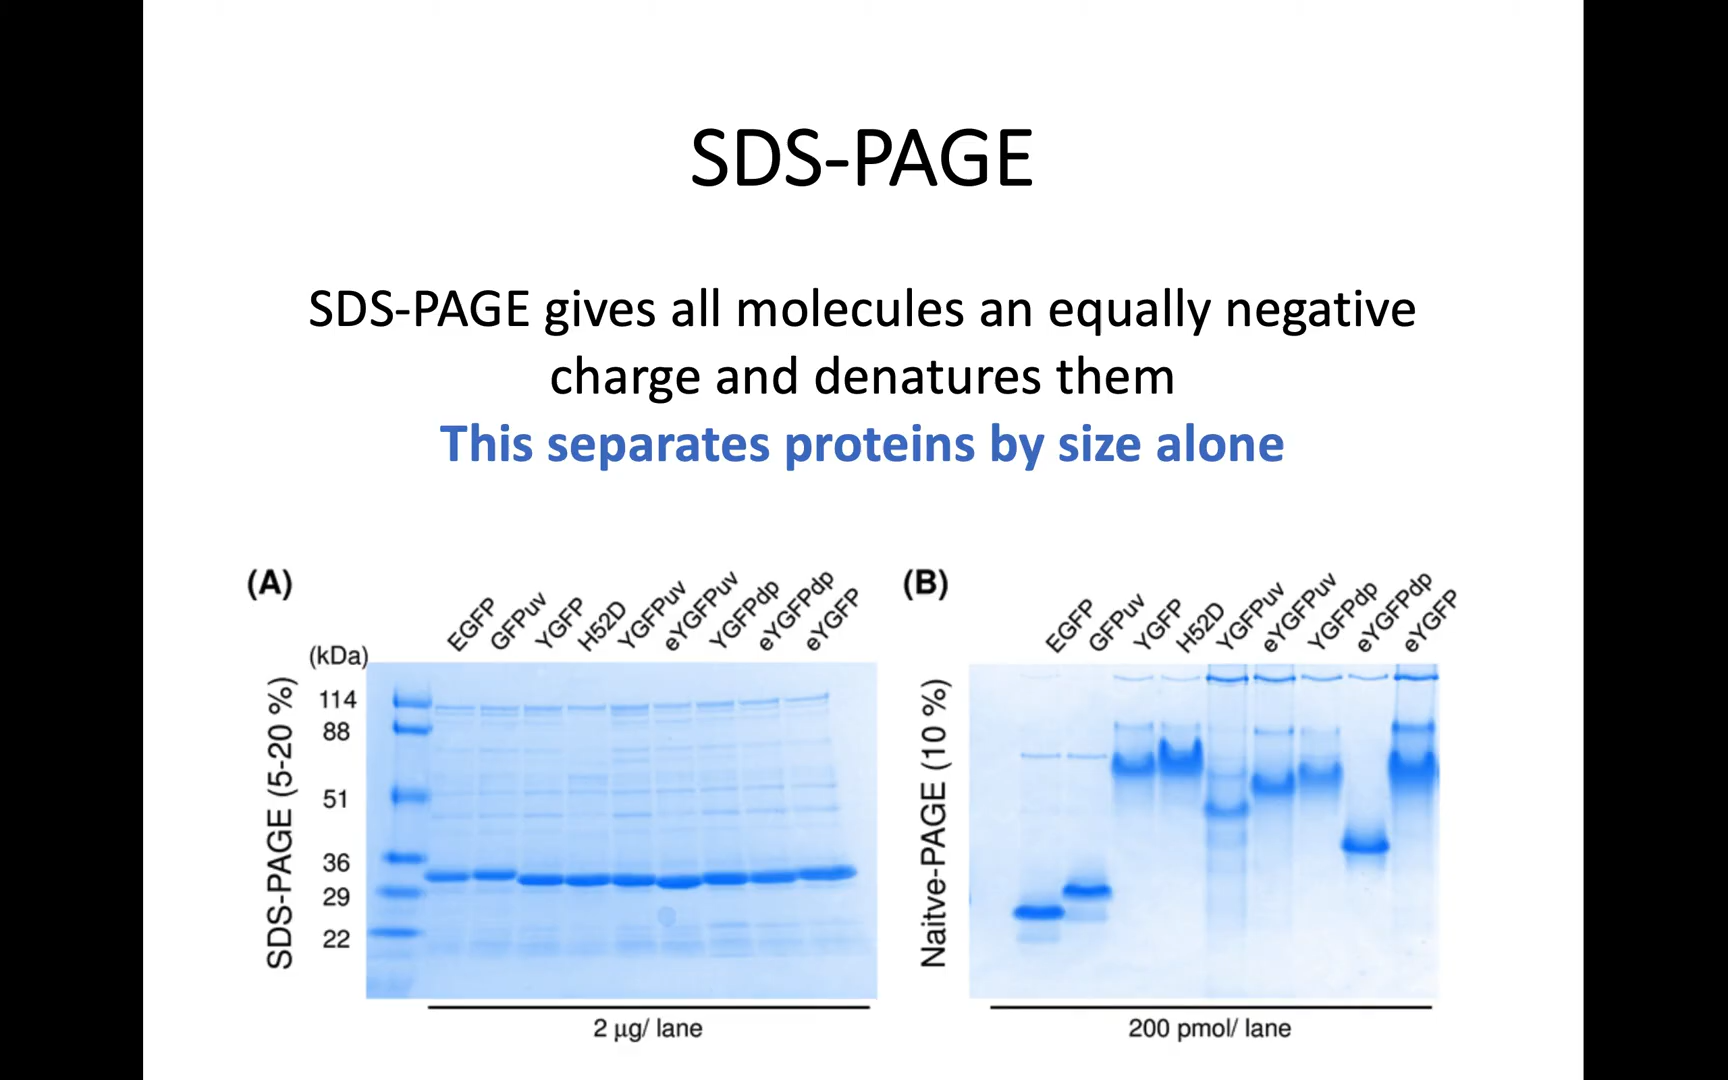 SDS-PAGE
SDS-PAGE gives all molecules an equally negative
charge and denatures them
This separates proteins by size alone
(A)
EGFP
GFPuv
YGFP
H52D
YGFPuv
eYGFPuv
YGFPdp
eYGFPdp
eYGFP
(kDa)
114
88
51
36
29
22
SDS-PAGE (5-20 %)
2 μg/ lane
(B)
EGFP
GFPuv
YGFP
H52D
YGFPuv
eYGFPuv
YGFPdp
eYGFPdp
eYGFP
Naitve-PAGE (10 %)
200 pmol/ lane